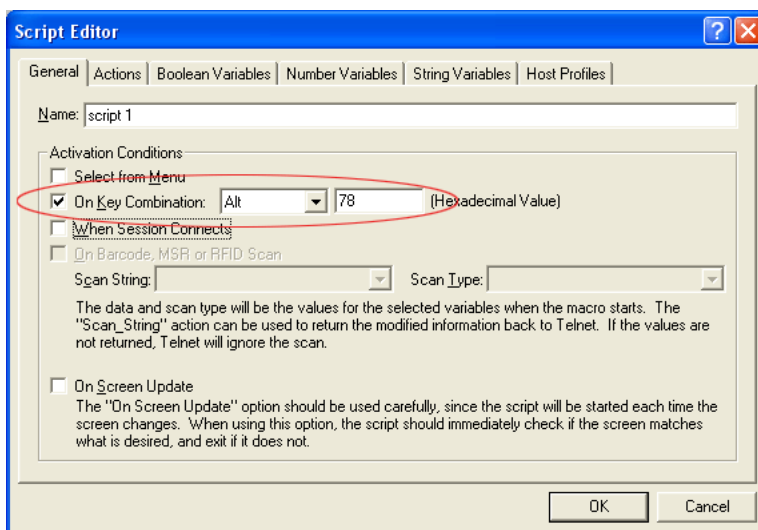 Script Editor
General Actions Boolean Variables Number Variables String Variables Host Profiles
Name: script 1
Activation Conditions
Select from Menu
On Key Combination: Alt 78 (Hexadecimal Value)
When Session Connects
On Barcode, MSR or RFID Scan
Scan String: Scan Type:
The data and scan type will be the values for the selected variables when the macro starts. The
"Scan_String" action can be used to return the modified information back to Telnet. If the values are
not returned, Telnet will ignore the scan.
On Screen Update
The "On Screen Update" option should be used carefully, since the script will be started each time the
screen changes. When using this option, the script should immediately check if the screen matches
what is desired, and exit if it does not.
OK Cancel